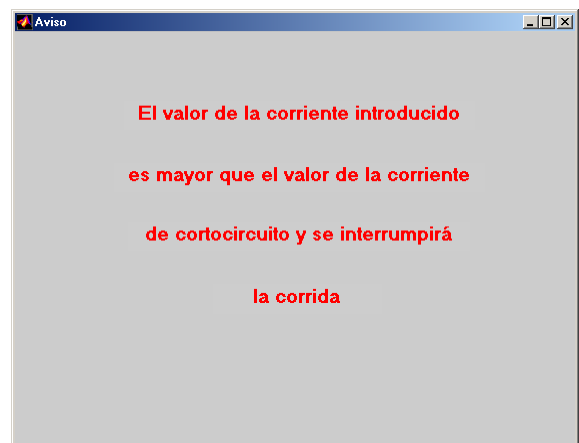 Aviso
El valor de la corriente introducido
es mayor que el valor de la corriente
de cortocircuito y se interrumpirá
la corrida